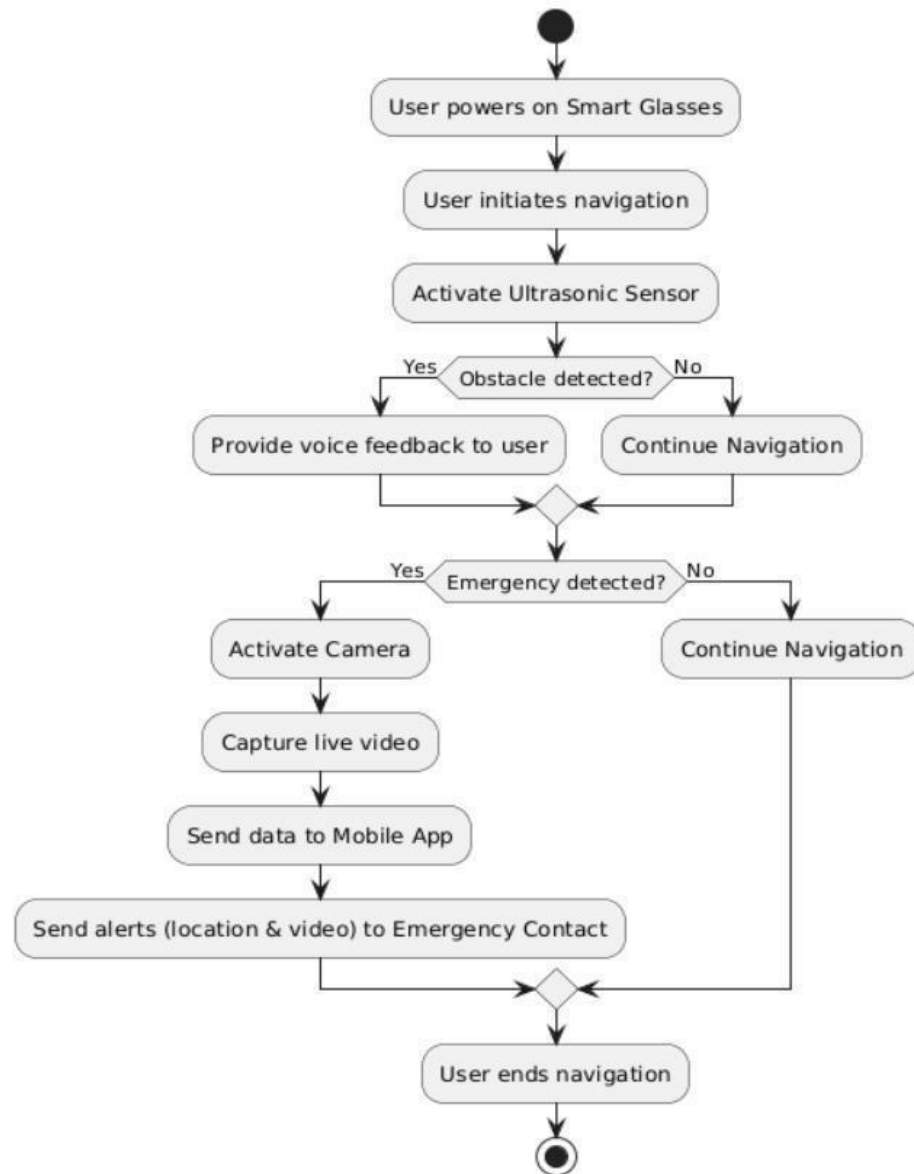 User powers on Smart Glasses
User initiates navigation
Activate Ultrasonic Sensor
Yes
Obstacle detected?
No
Provide voice feedback to user
Continue Navigation
Yes
Emergency detected?
No
Activate Camera
Continue Navigation
Capture live video
Send data to Mobile App
Send alerts (location & video) to Emergency Contact
User ends navigation